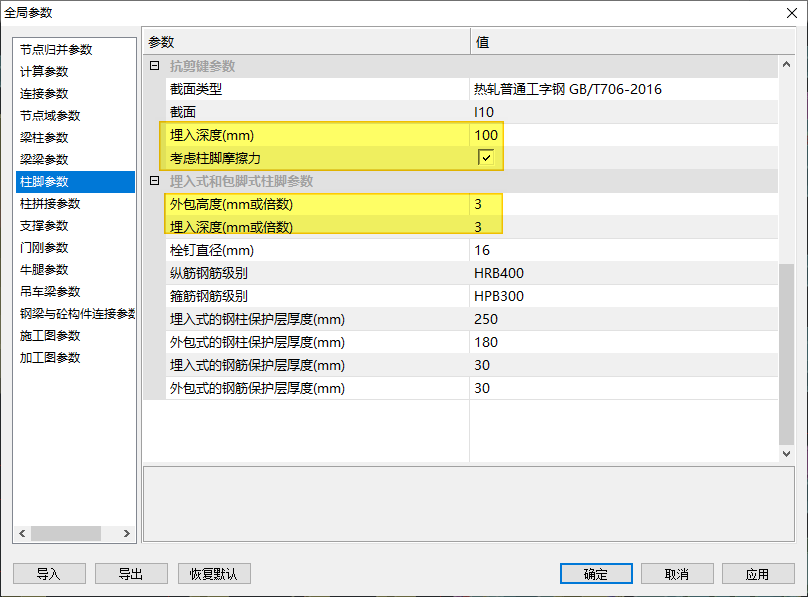 全局参数
节点归并参数
计算参数
连接参数
节点域参数
梁柱参数
梁梁参数
柱脚参数
柱拼接参数
支撑参数
门刚参数
牛腿参数
吊车梁参数
钢梁与砼构件连接参数
施工图参数
加工图参数
参数 值
抗剪键参数
截面类型 热轧普通工字钢 GB/T706-2016
截面 I10
埋入深度(mm) 100
考虑柱脚摩擦力
埋入式和包脚式柱脚参数
外包高度(mm或倍数) 3
埋入深度(mm或倍数) 3
栓钉直径(mm) 16
纵筋钢筋级别 HRB400
箍筋钢筋级别 HPB300
埋入式的钢柱保护层厚度(mm) 250
外包式的钢柱保护层厚度(mm) 180
埋入式的钢筋保护层厚度(mm) 30
外包式的钢筋保护层厚度(mm) 30
导入 导出 恢复默认 确定 取消 应用